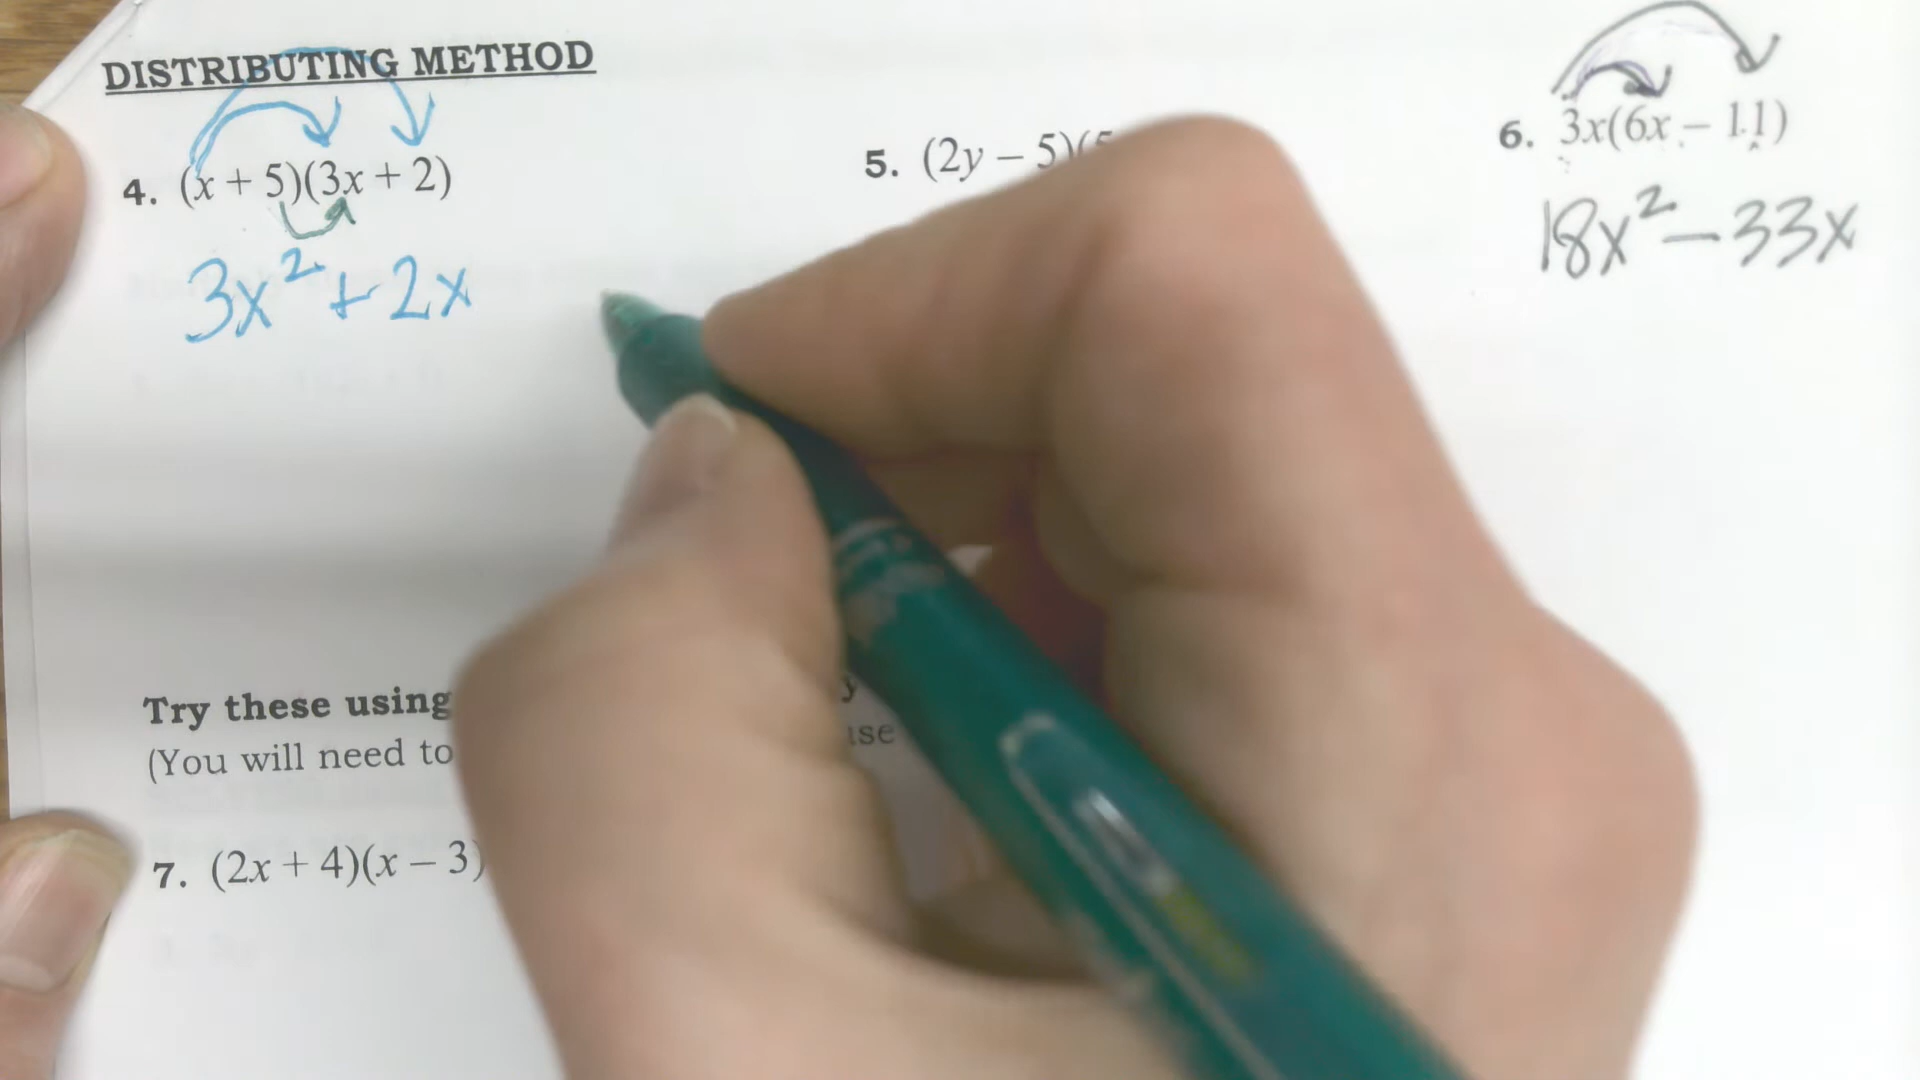 DISTRIBUTING METHOD
4. (x + 5)(3x + 2)
3x² + 2x
5. (2y – 5)(5
6. 3x(6x – 11)
18x² – 33x
Try these using
(You will need to
7. (2x + 4)(x – 3)